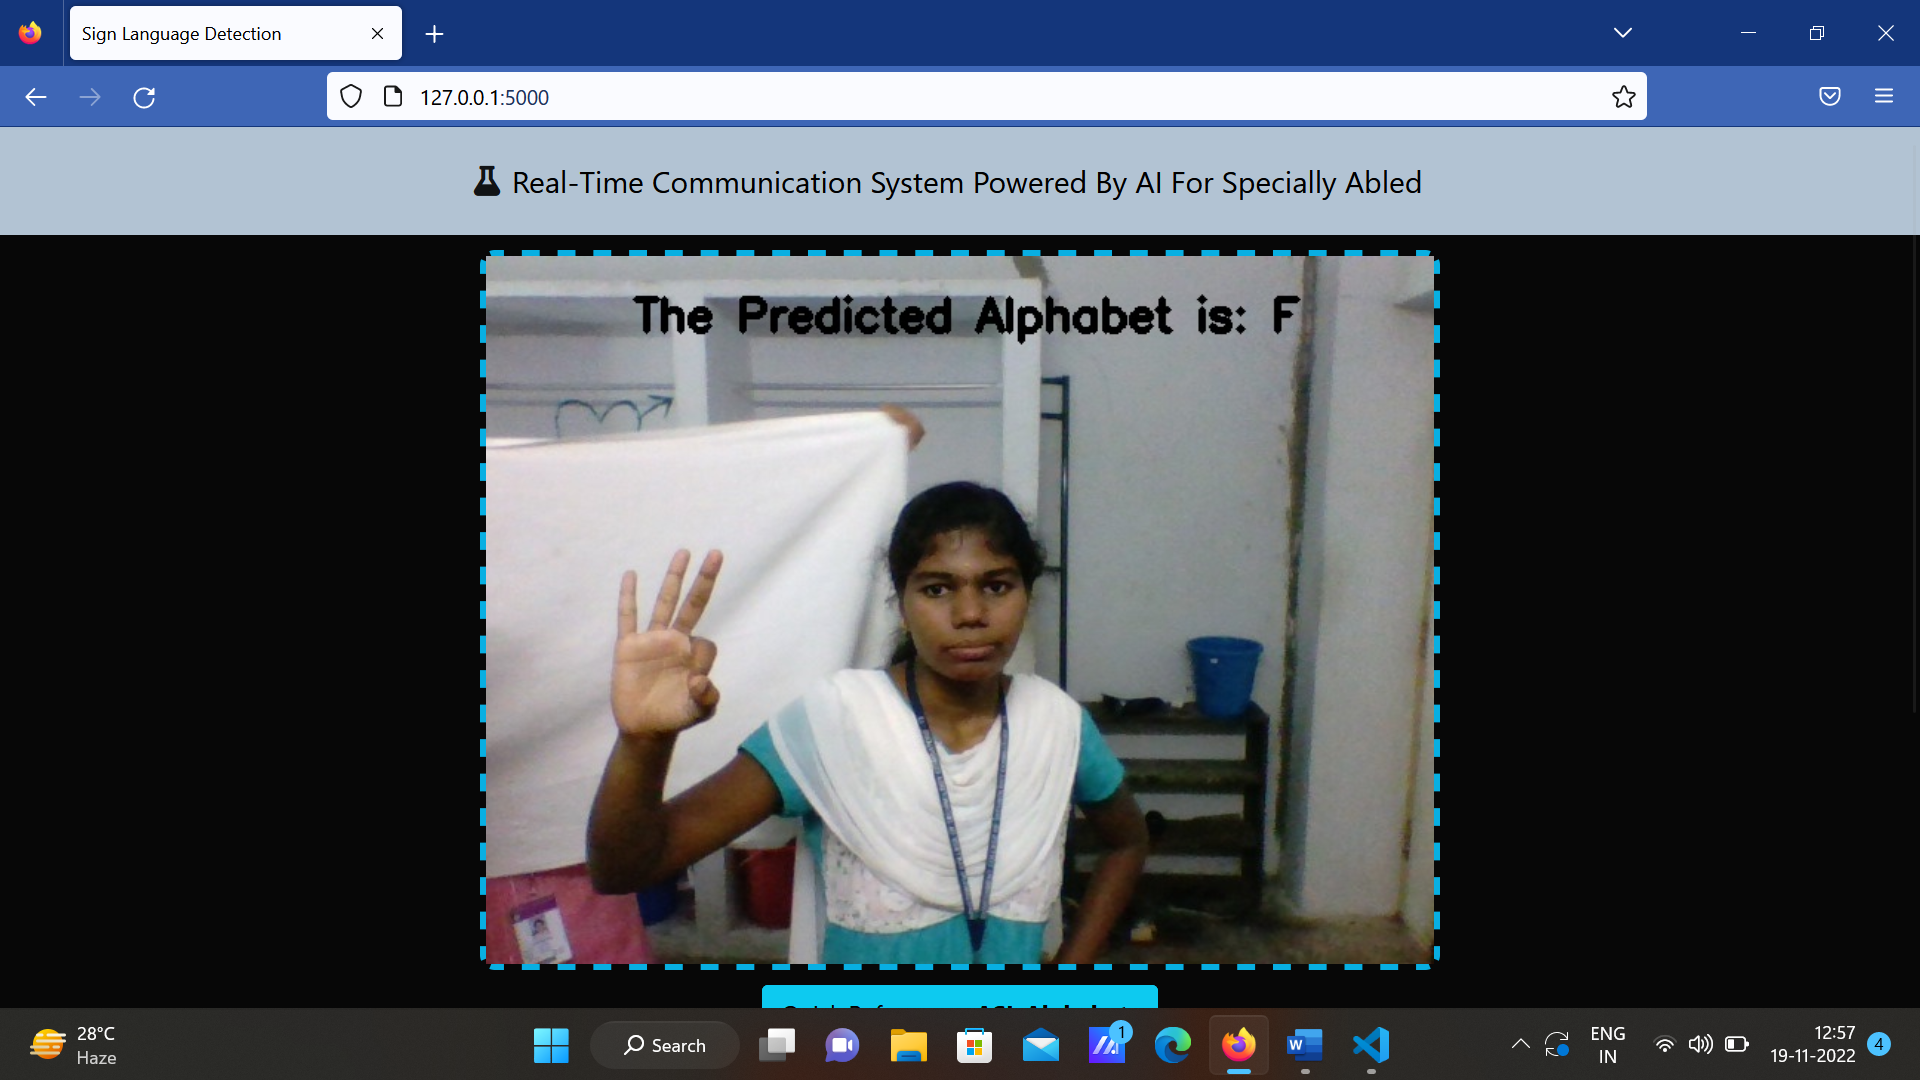 Sign Language Detection
127.0.0.1:5000
Real-Time Communication System Powered By AI For Specially Abled
The Predicted Alphabet is: F
28°C
Haze
Search
1
W
ENG
IN
12:57
19-11-2022
4